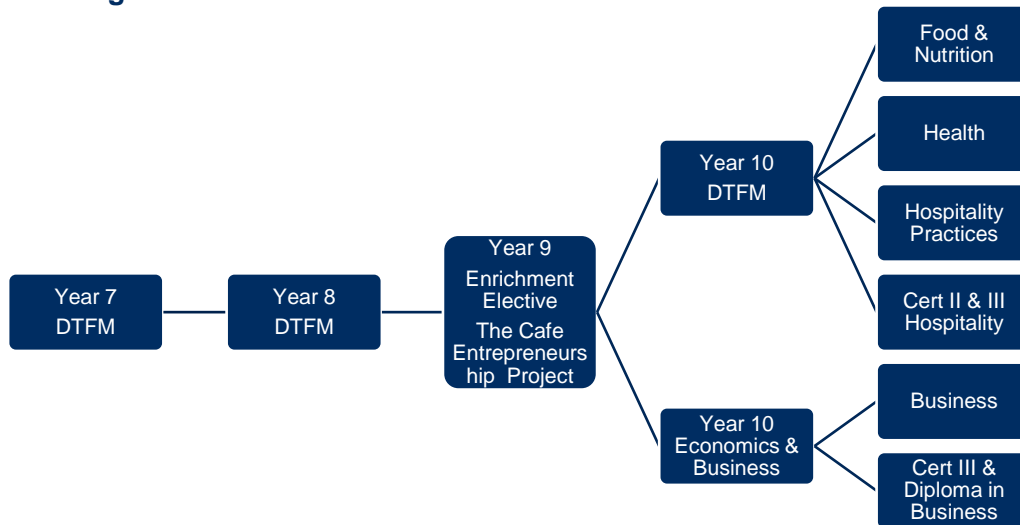 Year 7
DTFM
Year 8
DTFM
Year 9
Enrichment
Elective
The Cafe
Entrepreneurs
hip Project
Year 10
DTFM
Year 10
Economics &
Business
Food &
Nutrition
Health
Hospitality
Practices
Cert II & III
Hospitality
Business
Cert III &
Diploma in
Business